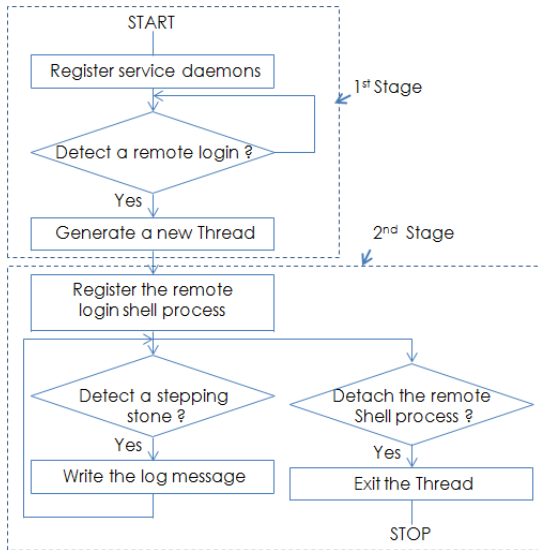 START
Register service daemons
1st Stage
Detect a remote login ?
Yes
Generate a new Thread
2nd Stage
Register the remote
login shell process
Detect a stepping
stone ?
Detach the remote
Shell process ?
Yes
Yes
Write the log message
Exit the Thread
STOP